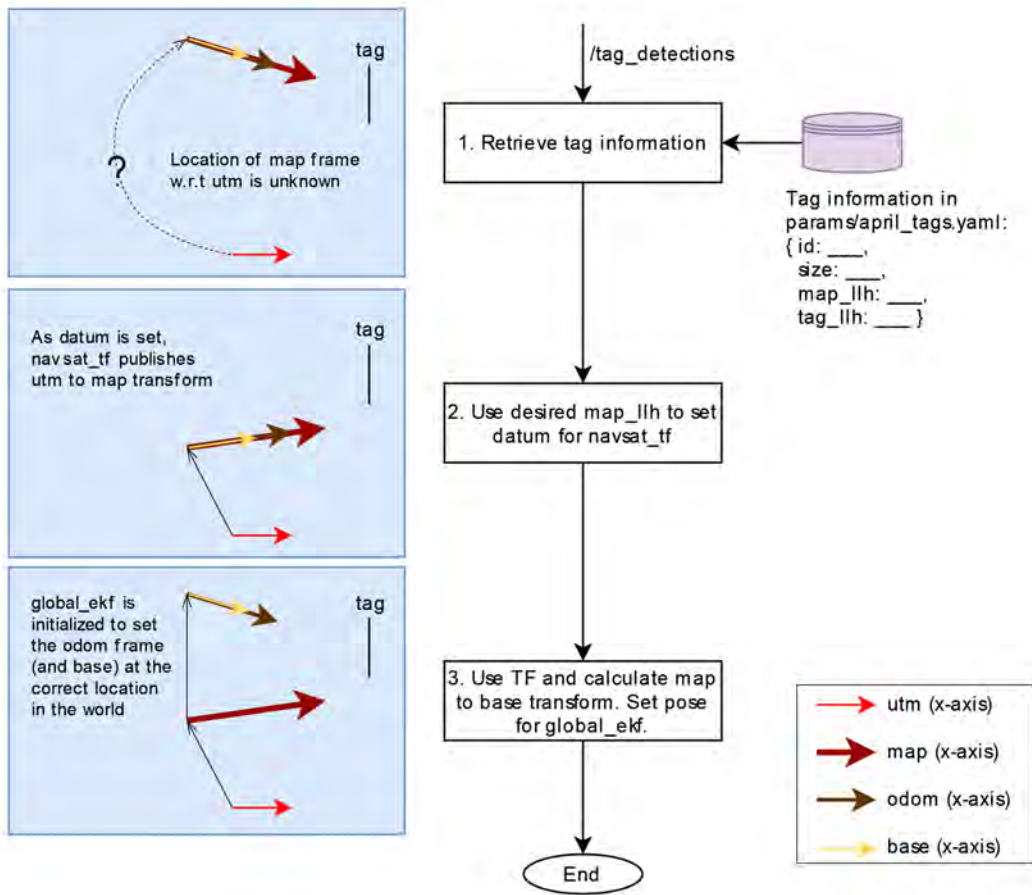 tag
?
Location of map frame
w.r.t utm is unknown
/tag_detections
1. Retrieve tag information
Tag information in
params/april_tags.yaml:
{ id: ___,
size: ___,
map_llh: ___,
tag_llh: ___ }
As datum is set,
navsat_tf publishes
utm to map transform
tag
2. Use desired map_llh to set
datum for navsat_tf
global_ekf is
initialized to set
the odom frame
(and base) at the
correct location
in the world
tag
3. Use TF and calculate map
to base transform. Set pose
for global_ekf.
End
utm (x-axis)
map (x-axis)
odom (x-axis)
base (x-axis)